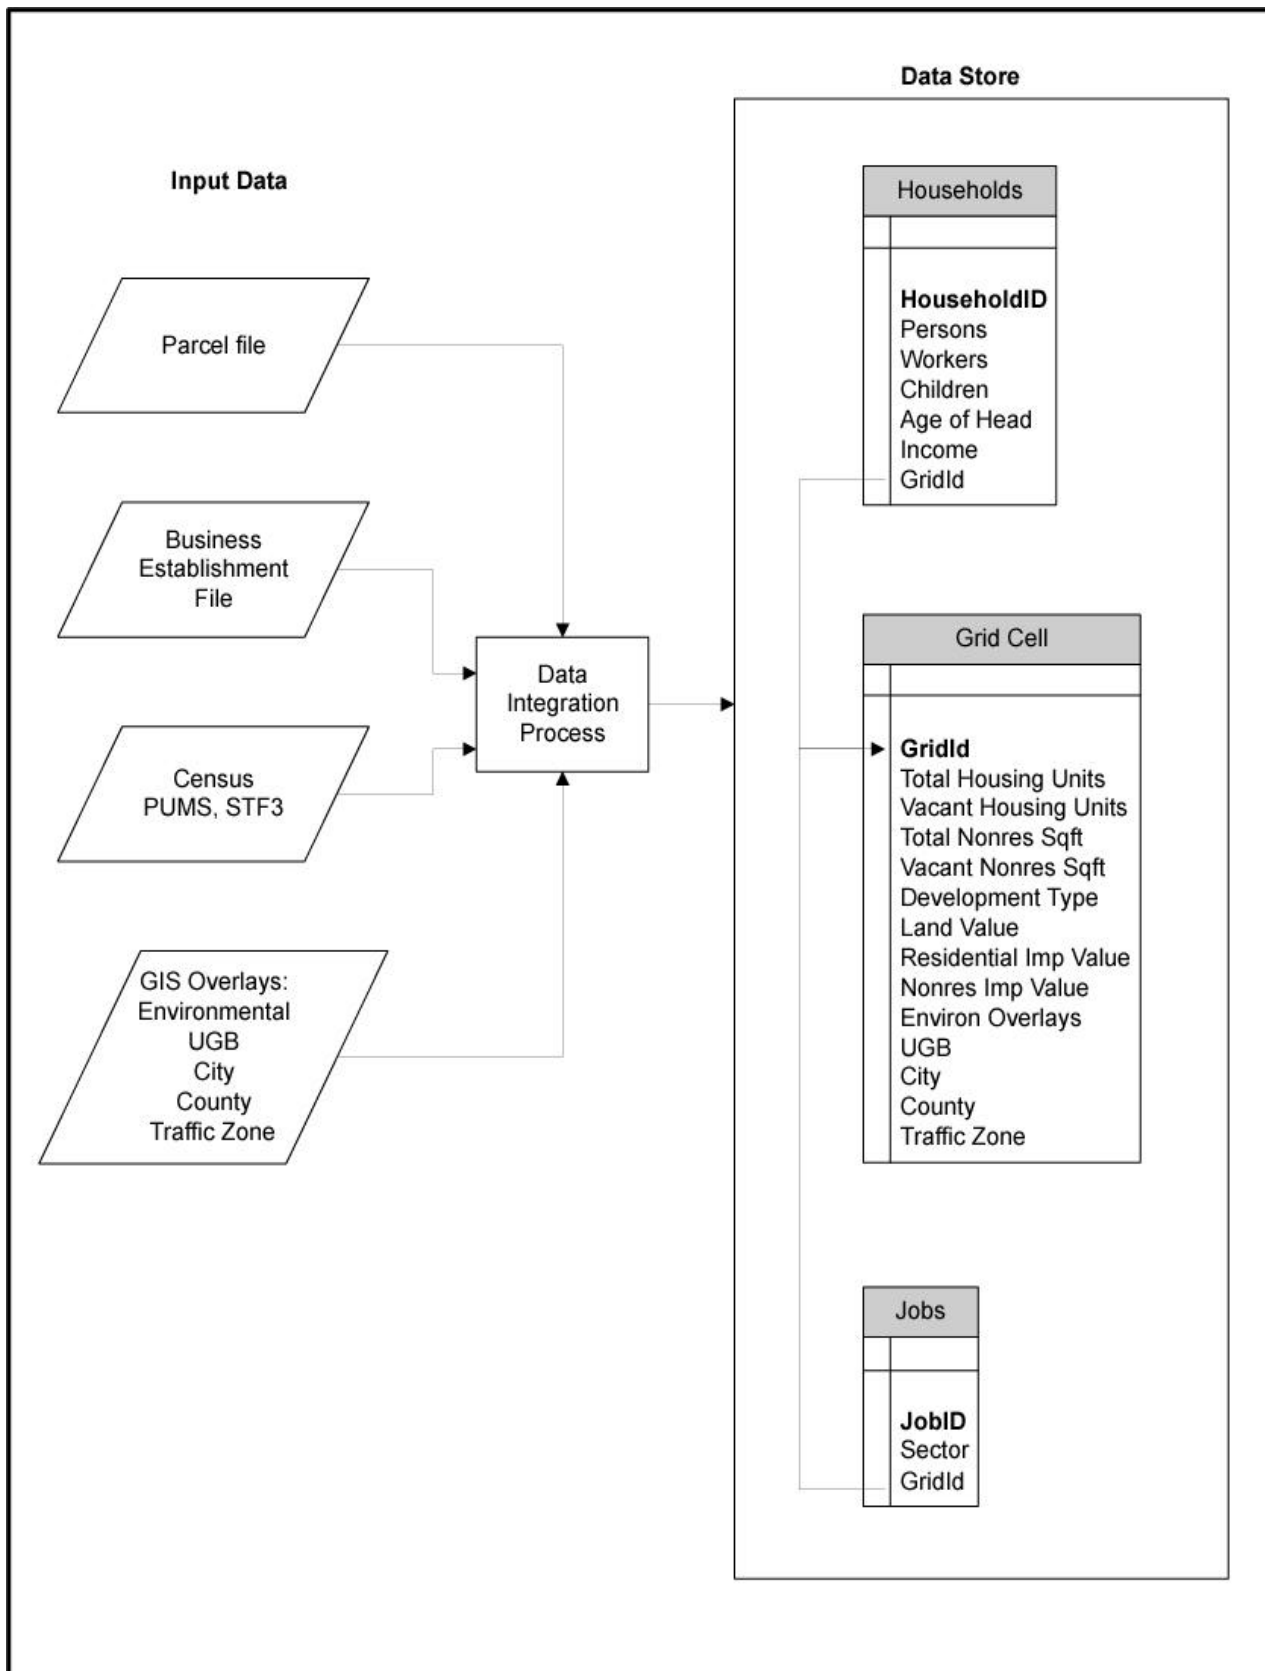 Data Store
Input Data
Parcel file
Business
Establishment
File
Census
PUMS, STF3
GIS Overlays:
Environmental
UGB
City
County
Traffic Zone
Data
Integration
Process
Households
HouseholdID
Persons
Workers
Children
Age of Head
Income
GridId
Grid Cell
GridId
Total Housing Units
Vacant Housing Units
Total Nonres Sqft
Vacant Nonres Sqft
Development Type
Land Value
Residential Imp Value
Nonres Imp Value
Environ Overlays
UGB
City
County
Traffic Zone
Jobs
JobID
Sector
GridId